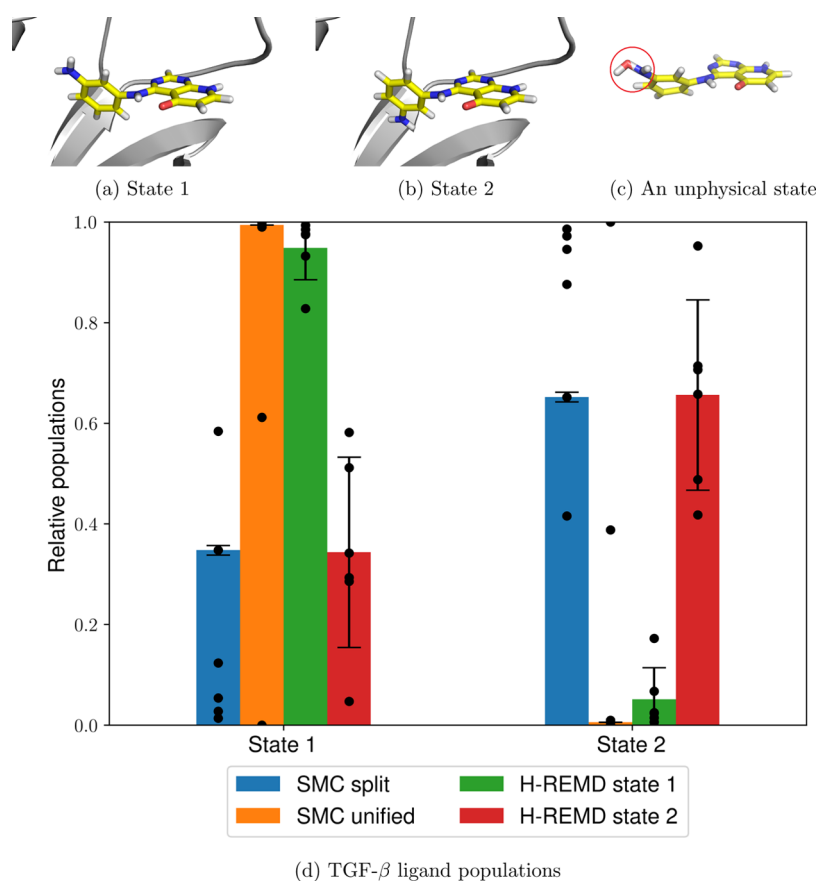 (a) State 1
(b) State 2
(c) An unphysical state
1.0
0.8
0.6
0.4
0.2
0.0
Relative populations
State 1
State 2
SMC split
SMC unified
H-REMD state 1
H-REMD state 2
(d) TGF-β ligand populations